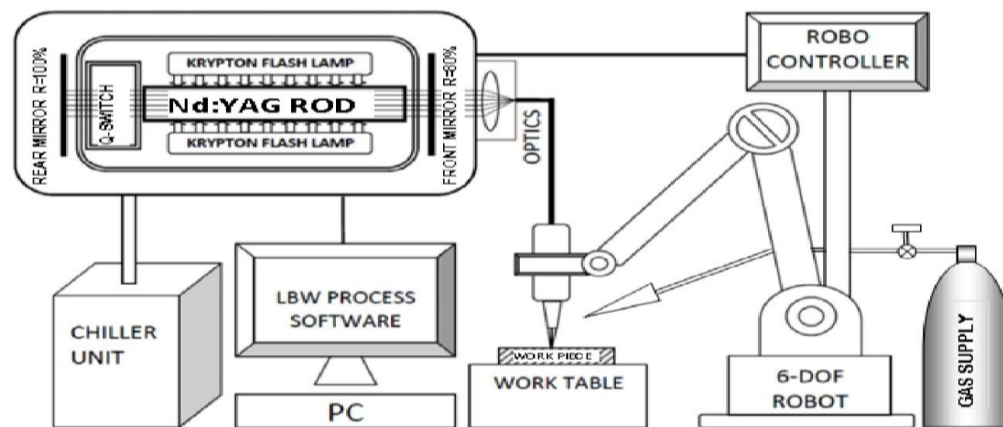 REAR MIRROR R=100%
Q-SWITCH
KRYPTON FLASH LAMP
Nd:YAG ROD
KRYPTON FLASH LAMP
FRONT MIRROR R=80%
OPTICS
ROBO
CONTROLLER
CHILLER
UNIT
LBW PROCESS
SOFTWARE
PC
WORK PIECE
WORK TABLE
6-DOF
ROBOT
GAS SUPPLY